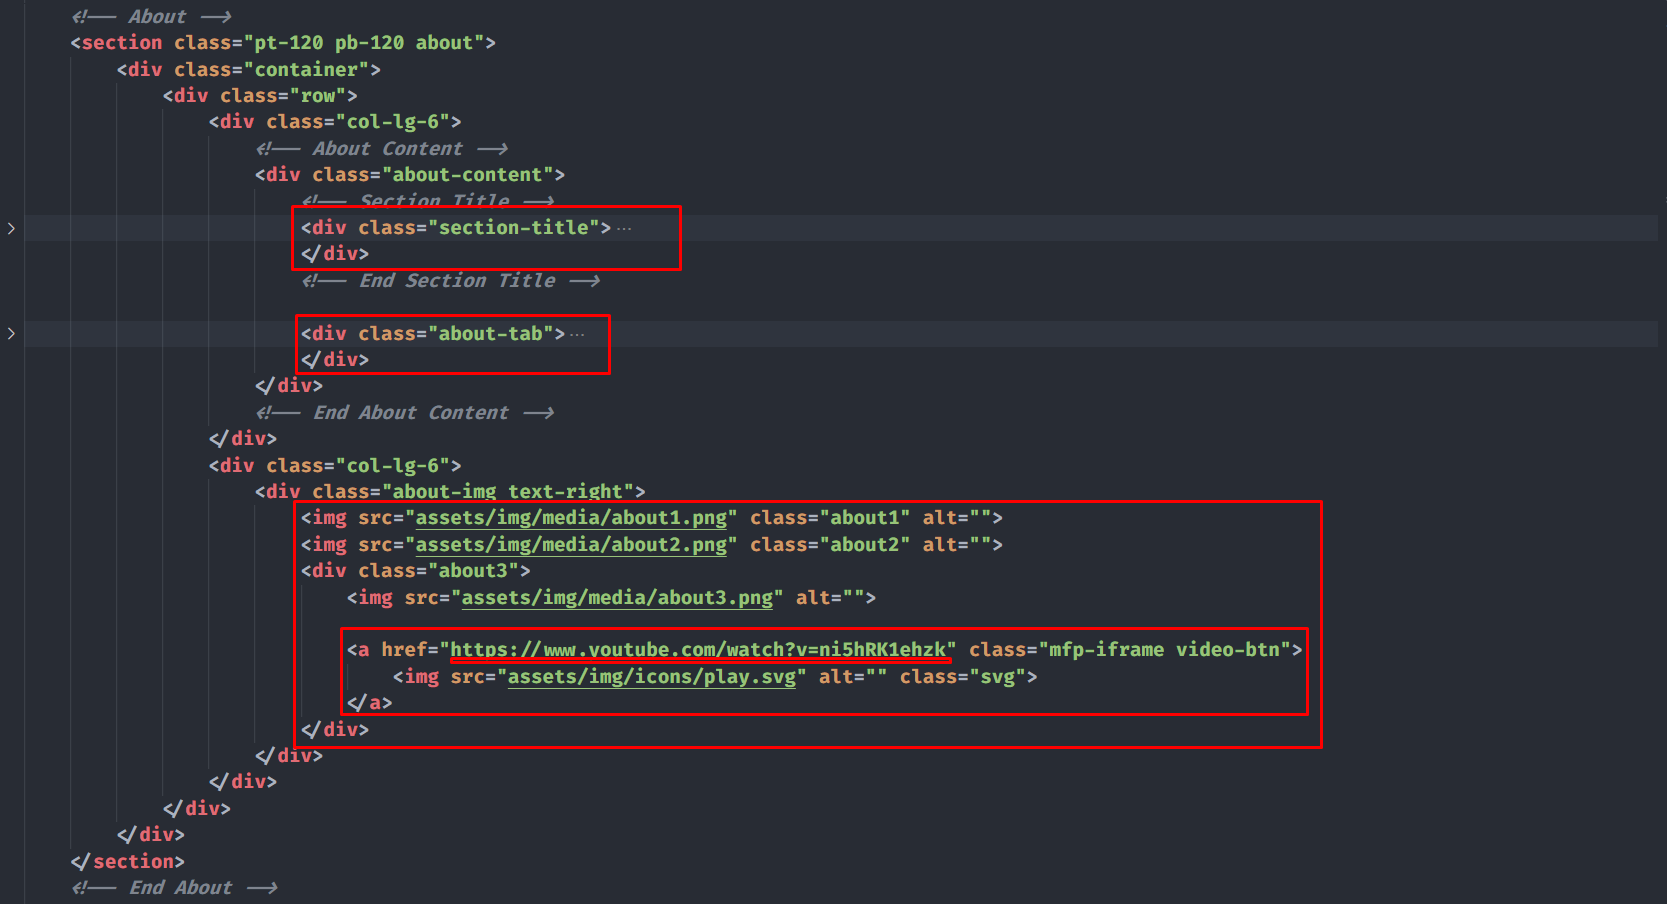 <!-- About -->
<section class="pt-120 pb-120 about">
<div class="container">
<div class="row">
<div class="col-lg-6">
<!-- About Content -->
<div class="about-content">
<!-- Section Title -->
<div class="section-title">...
</div>
<!-- End Section Title -->
<div class="about-tab">...
</div>
</div>
<!-- End About Content -->
</div>
<div class="col-lg-6">
<div class="about-img text-right">
<img src="assets/img/media/about1.png" class="about1" alt="">
<img src="assets/img/media/about2.png" class="about2" alt="">
<div class="about3">
<img src="assets/img/media/about3.png" alt="">
<a href="https://www.youtube.com/watch?v=ni5hRK1ehzk" class="mfp-iframe video-btn">
<img src="assets/img/icons/play.svg" alt="" class="svg">
</a>
</div>
</div>
</div>
</div>
</div>
</section>
<!-- End About -->